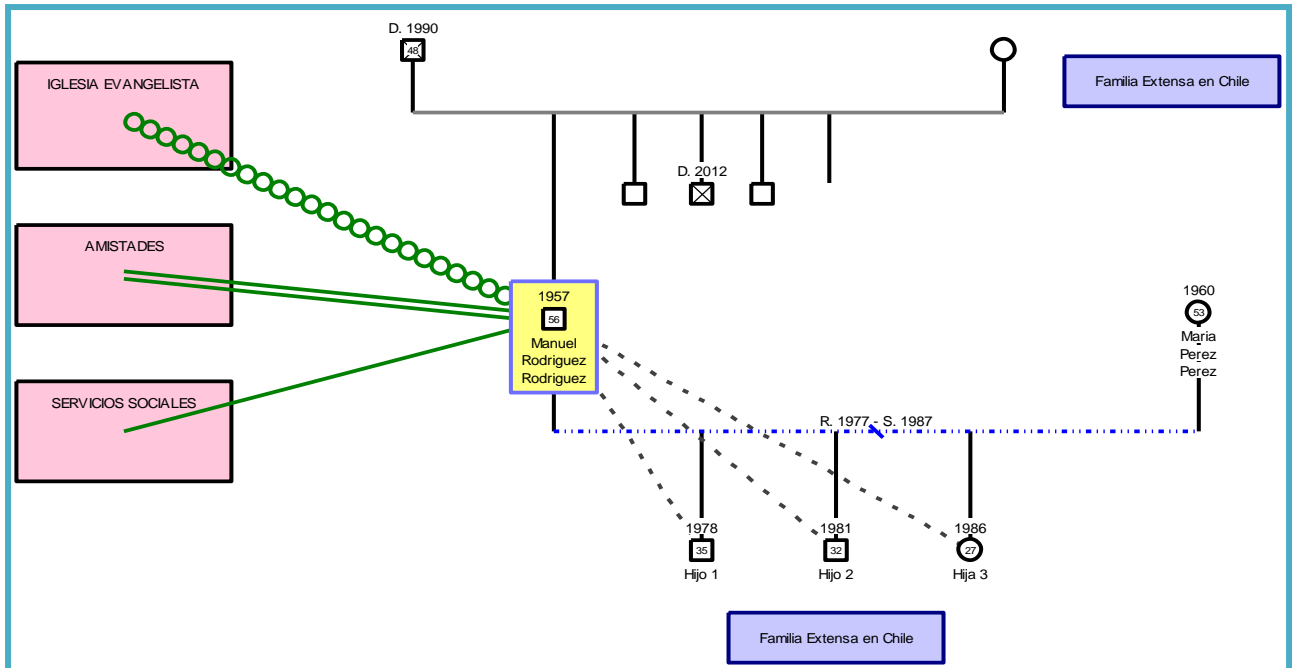 D. 1990
48
IGLESIA EVANGELISTA
Familia Extensa en Chile
D. 2012
AMISTADES
1957
56
Manuel
Rodriguez
Rodriguez
1960
53
Maria
Perez
Perez
SERVICIOS SOCIALES
R. 1977 - S. 1987
1978
35
Hijo 1
1981
32
Hijo 2
1986
27
Hija 3
Familia Extensa en Chile